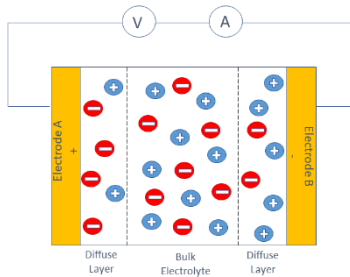 V
A
Electrode A
+
Electrode B
-
Diffuse
Layer
Bulk
Electrolyte
Diffuse
Layer